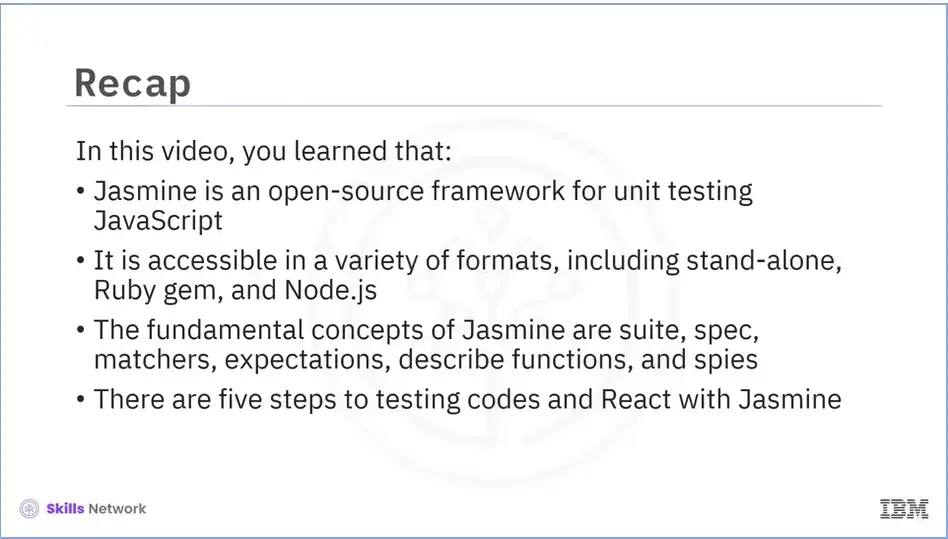 Recap
In this video, you learned that:
• Jasmine is an open-source framework for unit testing
JavaScript
• It is accessible in a variety of formats, including stand-alone,
Ruby gem, and Node.js
• The fundamental concepts of Jasmine are suite, spec,
matchers, expectations, describe functions, and spies
• There are five steps to testing codes and React with Jasmine
Skills Network
IBM